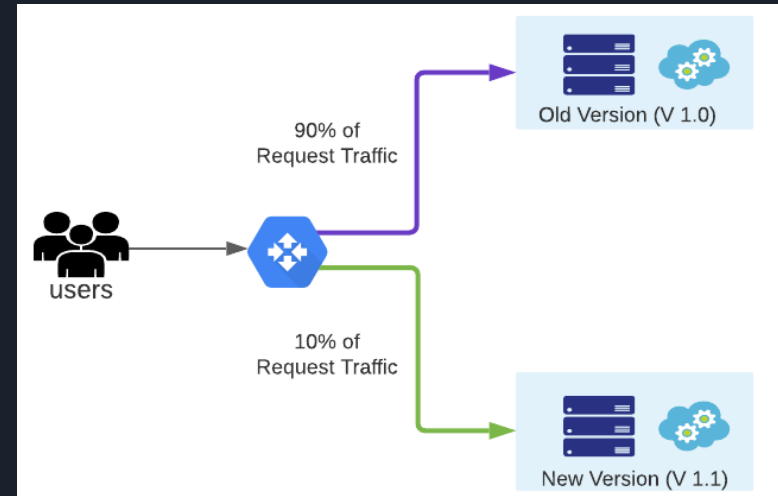 90% of
Request Traffic
Old Version (V 1.0)
users
10% of
Request Traffic
New Version (V 1.1)